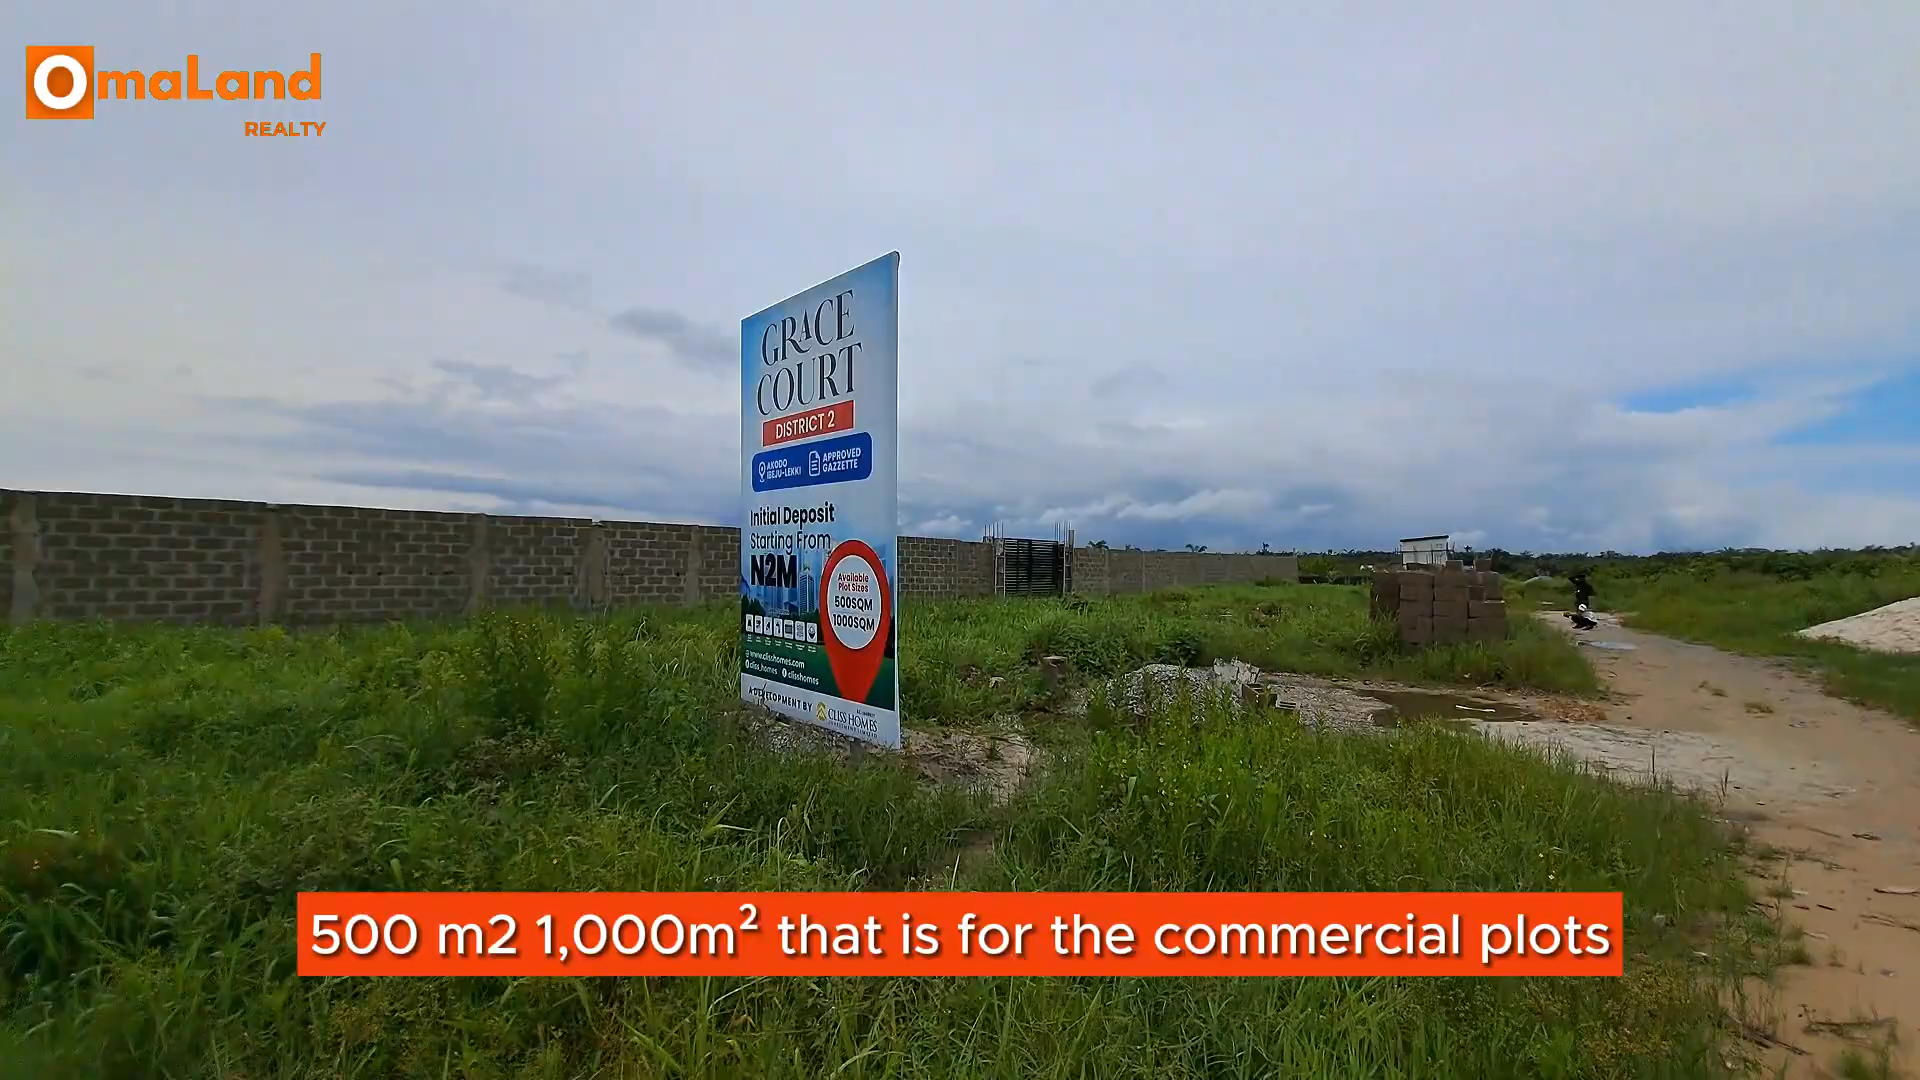 OmaLand
REALTY
GRACE
COURT
DISTRICT 2
AKODO
IBEJU-LEKKI
APPROVED
GAZZETTE
Initial Deposit
Starting From
N2M
Available
Plot Sizes
500SQM
1000SQM
www.clisshomes.com
cliss_homes clisshomes
A DEVELOPMENT BY
CLISS HOMES
500 m2 1,000m² that is for the commercial plots